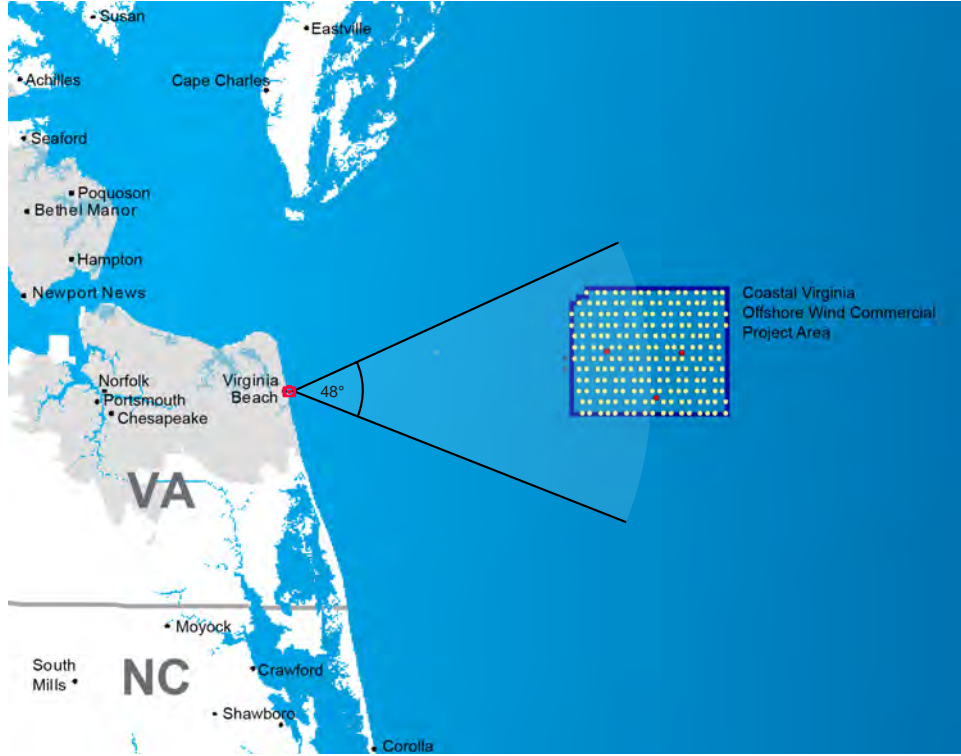 Susan
Eastville
Achilles
Cape Charles
Seaford
Poquoson
Bethel Manor
Hampton
Newport News
Coastal Virginia
Offshore Wind Commercial
Project Area
Norfolk
Portsmouth
Chesapeake
Virginia
Beach
48°
VA
Moyock
NC
South
Mills
Crawford
Shawboro
Corolla